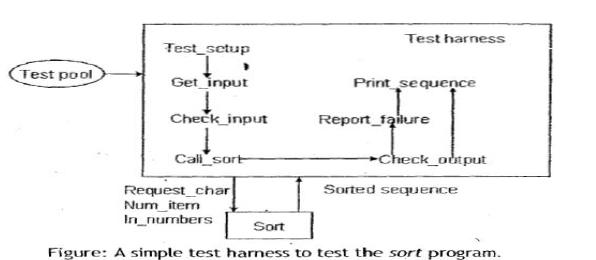 Test harness
Test_setup
Test pool
Get_input
Print_sequence
Check_input
Report_failure
Call_sort
Check_output
Request_char
Sorted sequence
Num_item
In_numbers
Sort
Figure: A simple test harness to test the sort program.